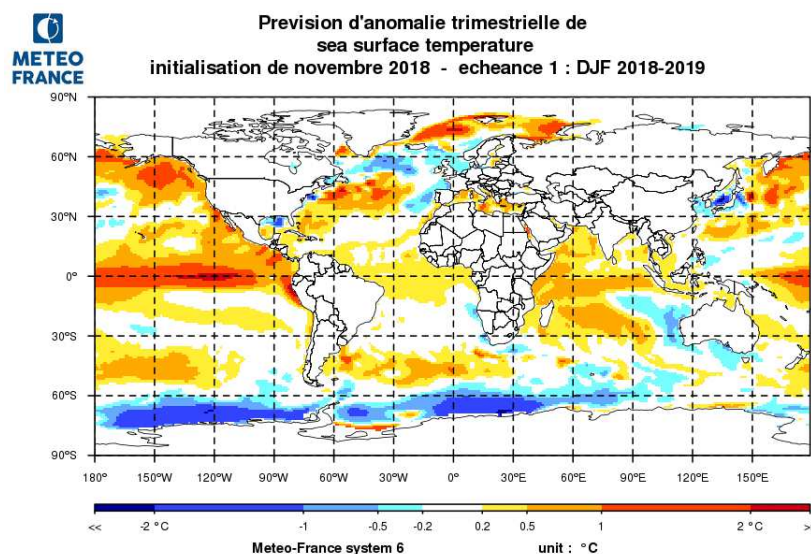 METEO
FRANCE
Prevision d'anomalie trimestrielle de
sea surface temperature
initialisation de novembre 2018 - echeance 1 : DJF 2018-2019
90°N
60°N
30°N
0°
30°S
60°S
90°S
180° 150°W 120°W 90°W 60°W 30°W 0° 30°E 60°E 90°E 120°E 150°E
<< -2 °C -1 -0.5 -0.2 0.2 0.5 1 2 °C >
Meteo-France system 6 unit : °C